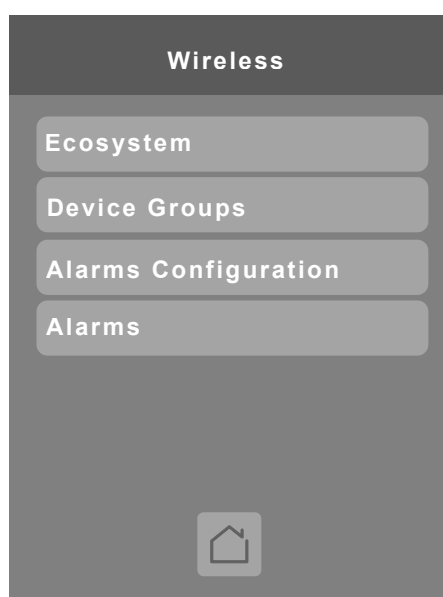 Wireless
Ecosystem
Device Groups
Alarms Configuration
Alarms